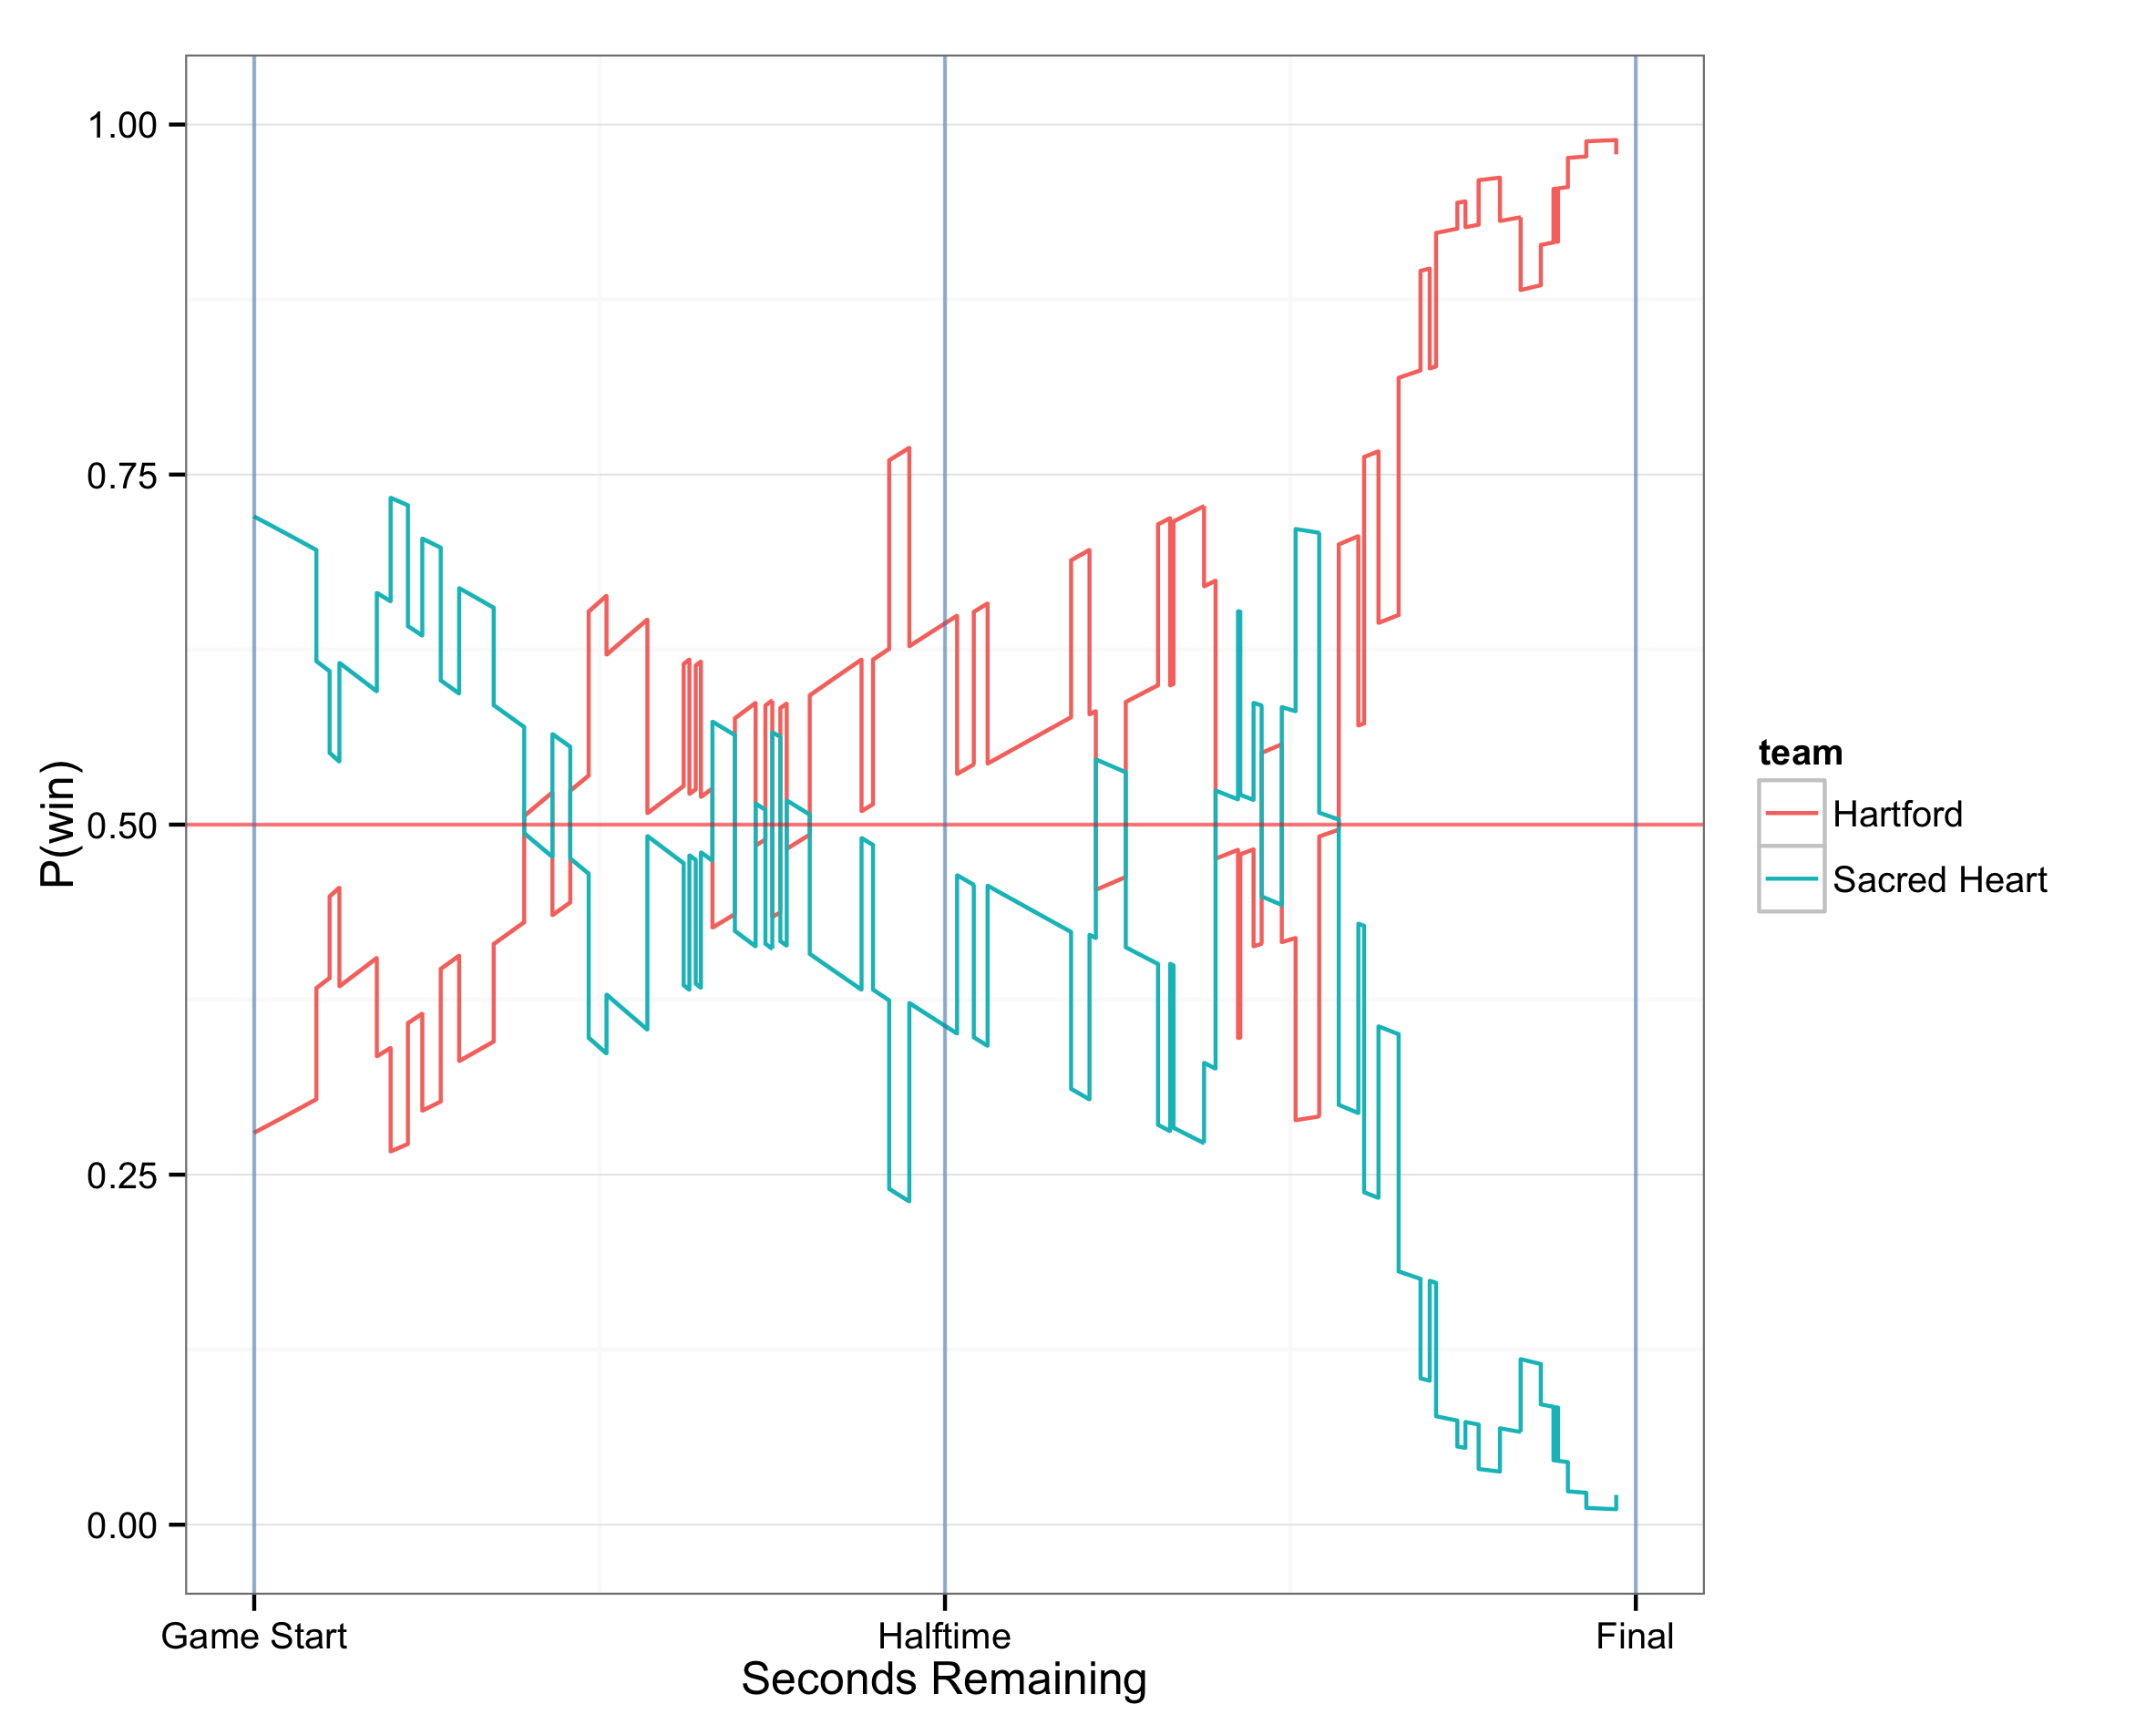 P(win)
1.00
0.75
0.50
0.25
0.00
Game Start
Halftime
Final
Seconds Remaining
team
Hartford
Sacred Heart